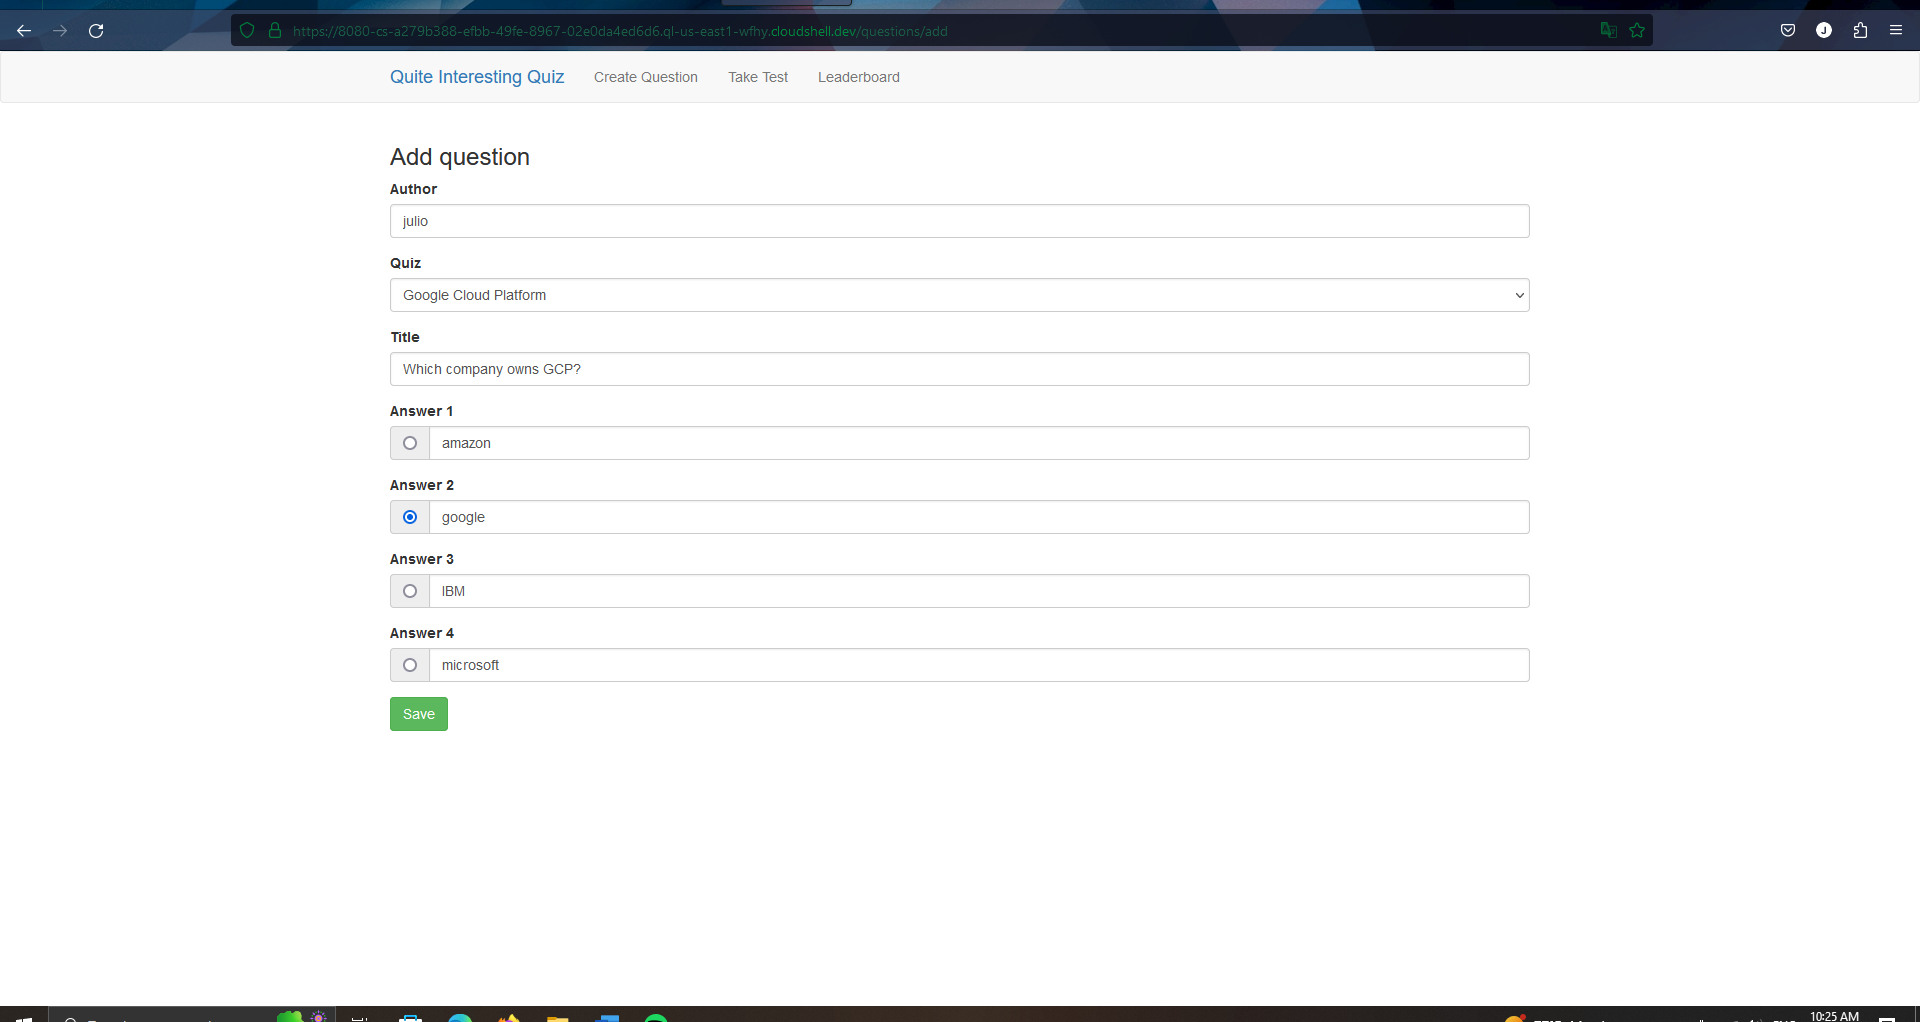 https://8080-cs-a279b388-efbb-49fe-8967-02e0da4ed6d6.ql-us-east1-wfhy.cloudshell.dev/questions/add
J
Quite Interesting Quiz Create Question Take Test Leaderboard
Add question
Author
julio
Quiz
Google Cloud Platform
Title
Which company owns GCP?
Answer 1
amazon
Answer 2
google
Answer 3
IBM
Answer 4
microsoft
Save
10:25 AM